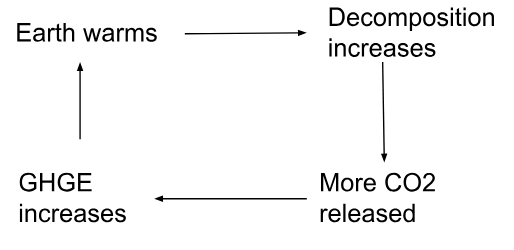 Earth warms
Decomposition
increases
More CO2
released
GHGE
increases